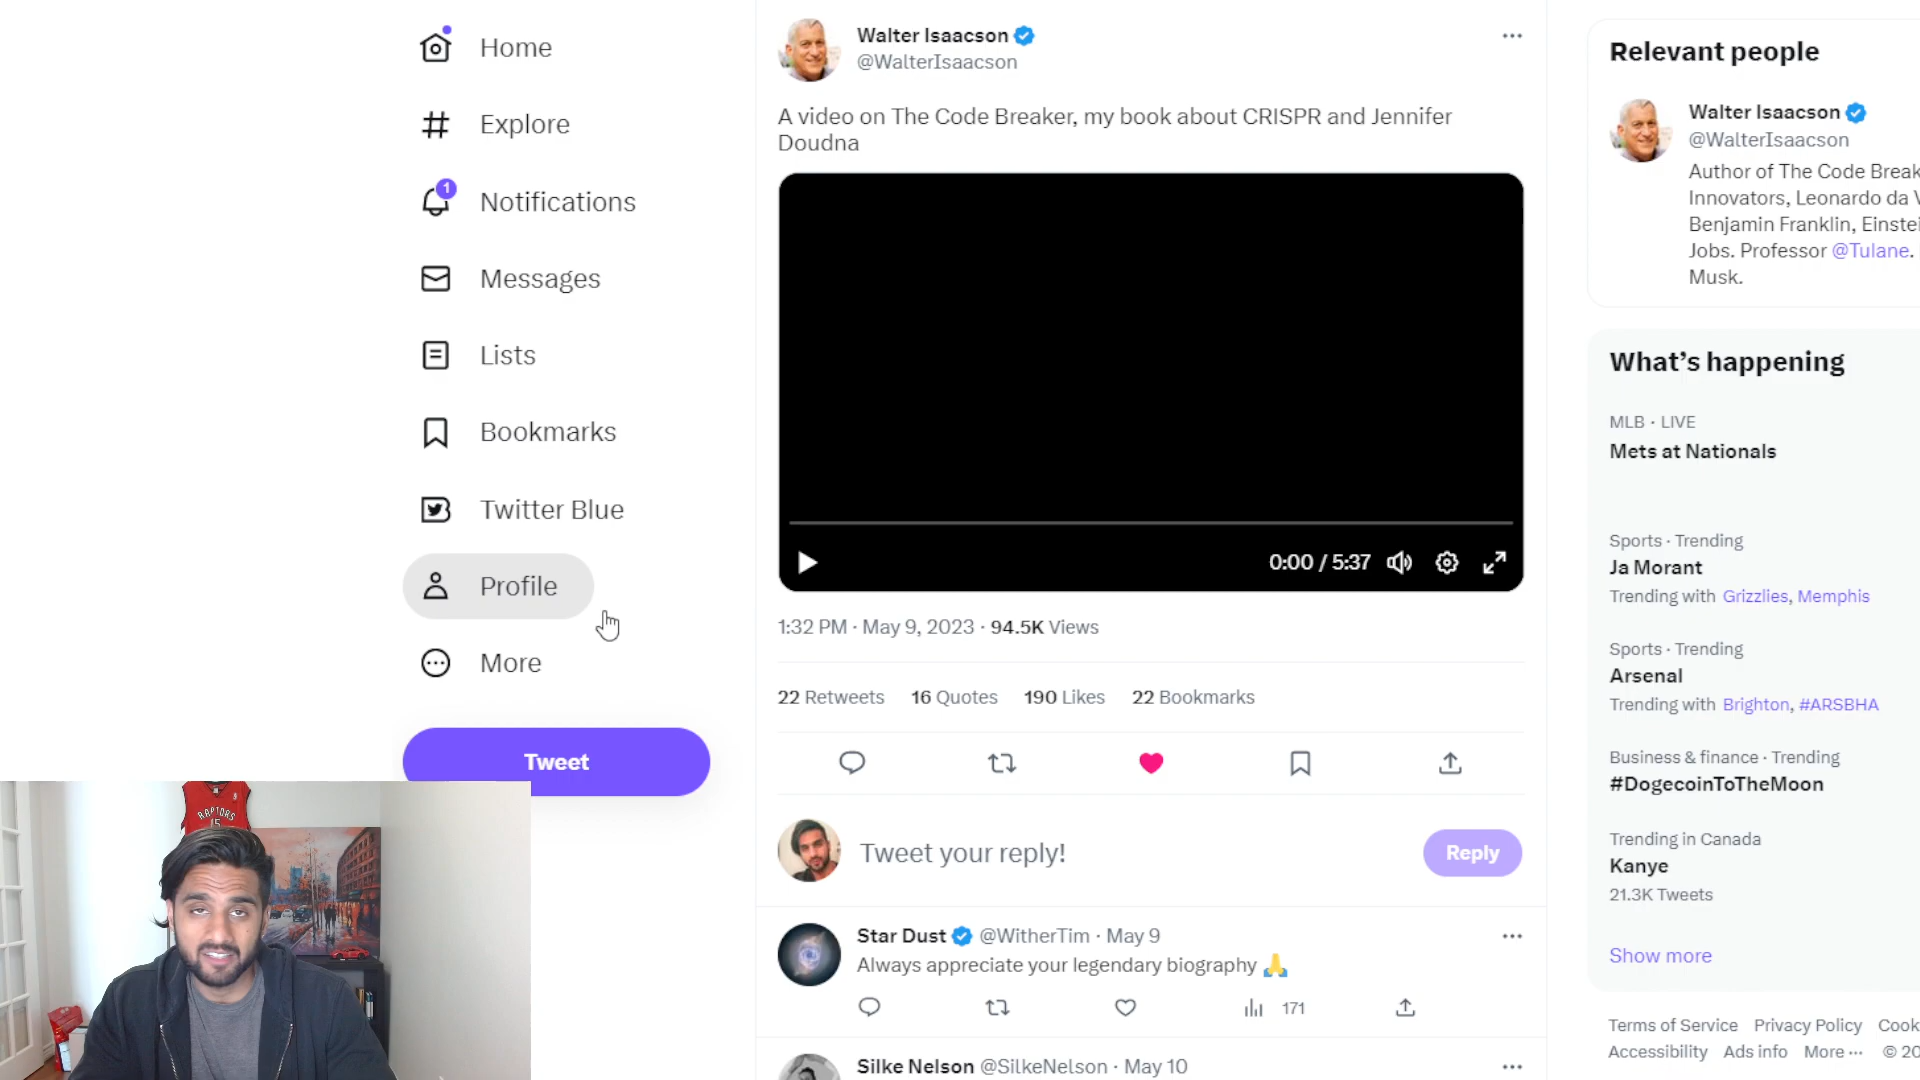 Home
Explore
1
Notifications
Messages
Lists
Bookmarks
Twitter Blue
Profile
More
Tweet
RAPTORS
15
Walter Isaacson
@WalterIsaacson
A video on The Code Breaker, my book about CRISPR and Jennifer
Doudna
0:00 / 5:37
1:32 PM · May 9, 2023 · 94.5K Views
22 Retweets 16 Quotes 190 Likes 22 Bookmarks
Tweet your reply!
Reply
Star Dust @WitherTim · May 9
Always appreciate your legendary biography 🙏
171
Silke Nelson @SilkeNelson · May 10
Relevant people
Walter Isaacson
@WalterIsaacson
Author of The Code Break
Innovators, Leonardo da V
Benjamin Franklin, Einstei
Jobs. Professor @Tulane.
Musk.
What's happening
MLB · LIVE
Mets at Nationals
Sports · Trending
Ja Morant
Trending with Grizzlies, Memphis
Sports · Trending
Arsenal
Trending with Brighton, #ARSBHA
Business & finance · Trending
#DogecoinToTheMoon
Trending in Canada
Kanye
21.3K Tweets
Show more
Terms of Service Privacy Policy Cook
Accessibility Ads info More ··· © 20